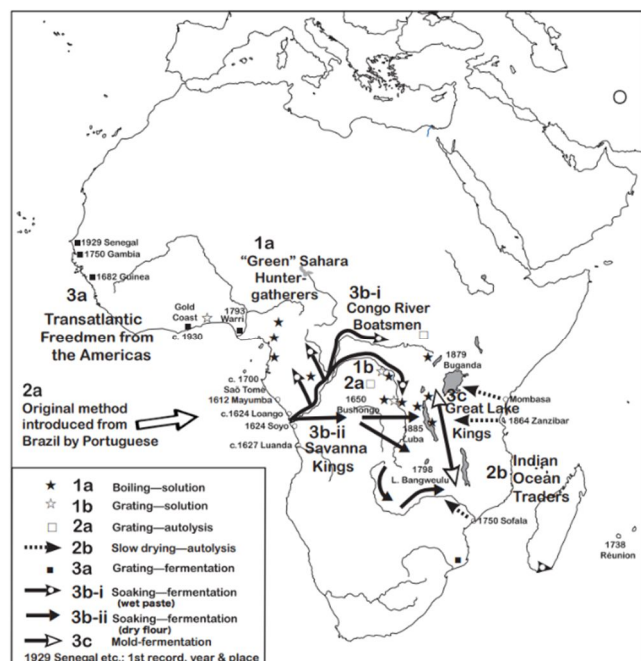 1929 Senegal
1750 Gambia
1682 Guinea
3a
Transatlantic
Freedmen from
the Americas
1a
"Green" Sahara
Hunter-
gatherers
Gold
Coast
c. 1930
1793
Warri
3b-i
Congo River
Boatsmen
1b
2a
1650
Bushongo
1879
Buganda
c. 1700
Saõ Tomé
1612 Mayumba
c.1624 Loango
1624 Soyo
c.1627 Luanda
2a
Original method
introduced from
Brazil by Portuguese
3b-ii
Savanna
Kings
1885
Luba
3c
Great Lake
Kings
Mombasa
1864 Zanzibar
1798
L. Bangweulu
2b Indian
Ocean
Traders
1750 Sofala
1738
Réunion
1a Boiling—solution
1b Grating—solution
2a Grating—autolysis
2b Slow drying—autolysis
3a Grating—fermentation
3b-i Soaking—fermentation
(wet paste)
3b-ii Soaking—fermentation
(dry flour)
3c Mold-fermentation
1929 Senegal etc.: 1st record, year & place